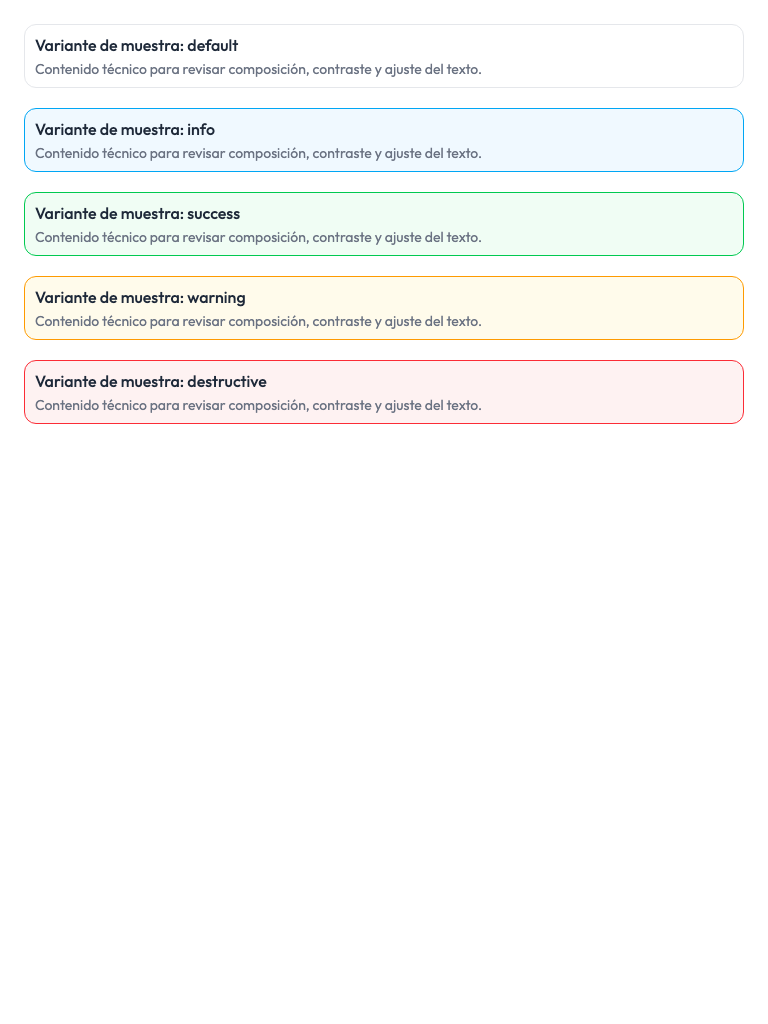 Variante de muestra: default
Contenido técnico para revisar composición, contraste y ajuste del texto.
Variante de muestra: info
Contenido técnico para revisar composición, contraste y ajuste del texto.
Variante de muestra: success
Contenido técnico para revisar composición, contraste y ajuste del texto.
Variante de muestra: warning
Contenido técnico para revisar composición, contraste y ajuste del texto.
Variante de muestra: destructive
Contenido técnico para revisar composición, contraste y ajuste del texto.